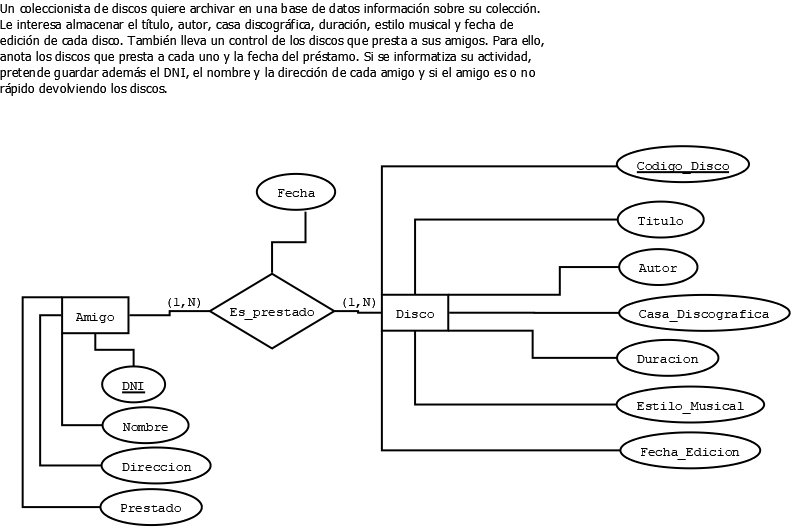 Un coleccionista de discos quiere archivar en una base de datos información sobre su colección.
Le interesa almacenar el título, autor, casa discográfica, duración, estilo musical y fecha de
edición de cada disco. También lleva un control de los discos que presta a sus amigos. Para ello,
anota los discos que presta a cada uno y la fecha del préstamo. Si se informatiza su actividad,
pretende guardar además el DNI, el nombre y la dirección de cada amigo y si el amigo es o no
rápido devolviendo los discos.
Codigo_Disco
Fecha
Titulo
Autor
(1,N)
(1,N)
Amigo
Es_prestado
Disco
Casa_Discografica
Duracion
DNI
Estilo_Musical
Nombre
Fecha_Edicion
Direccion
Prestado